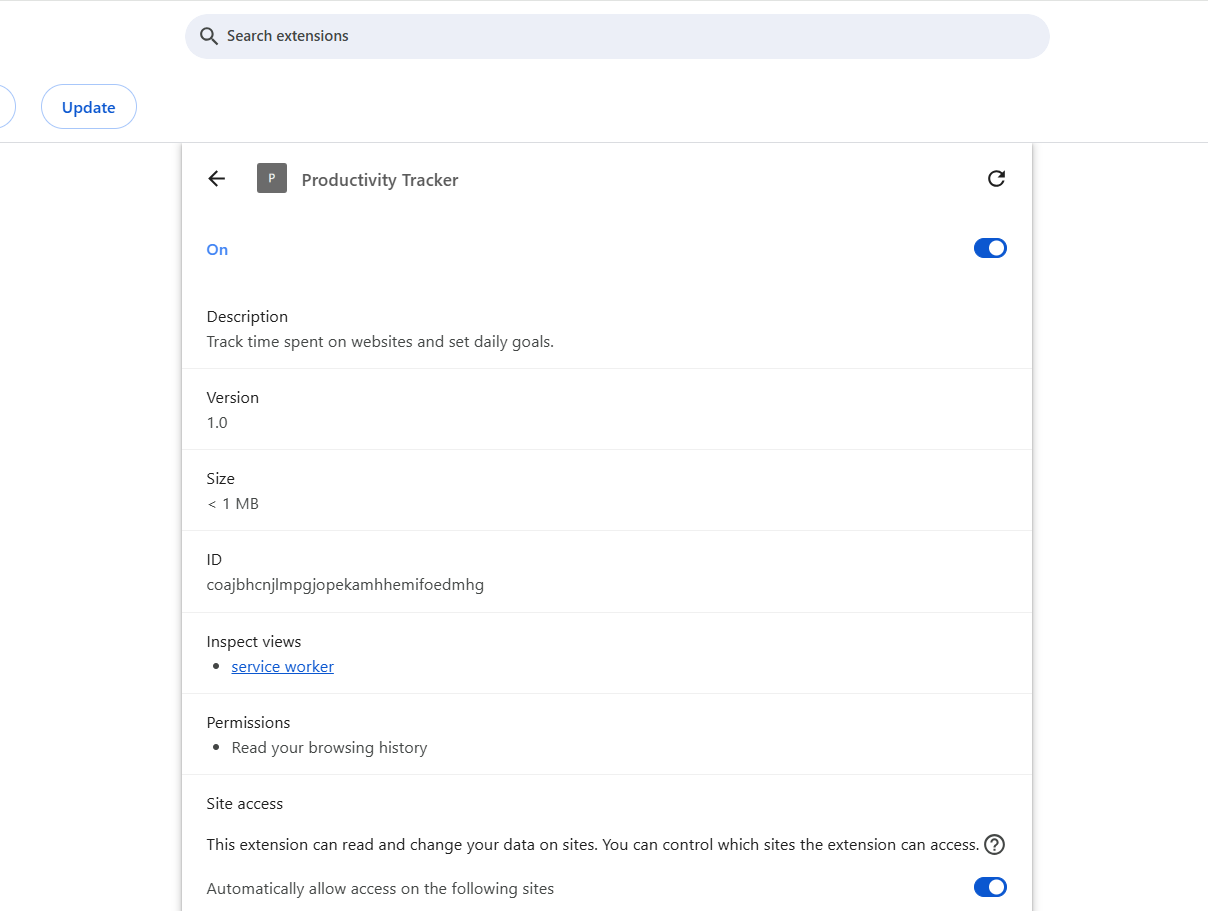 Search extensions
Update
P
Productivity Tracker
On
Description
Track time spent on websites and set daily goals.
Version
1.0
Size
< 1 MB
ID
coajbhcnjlmpgjopekamhhemifoedmhg
Inspect views
• service worker
Permissions
• Read your browsing history
Site access
This extension can read and change your data on sites. You can control which sites the extension can access.
Automatically allow access on the following sites